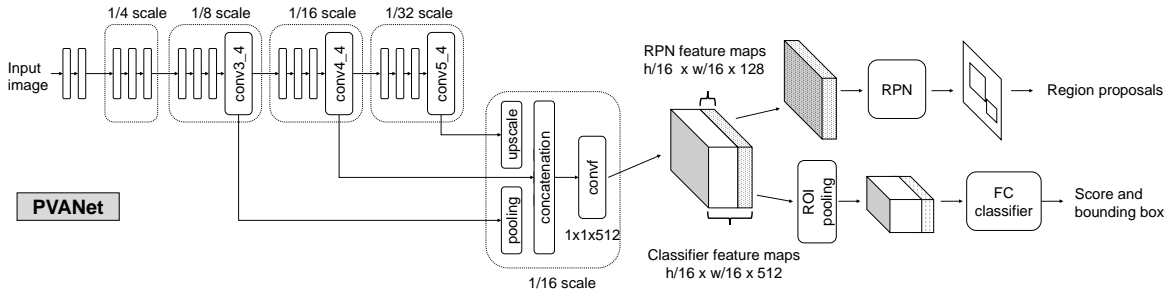 1/4 scale
1/8 scale
1/16 scale
1/32 scale
Input
image
conv3_4
conv4_4
conv5_4
upscale
pooling
concatenation
convf
1x1x512
1/16 scale
PVANet
RPN feature maps
h/16 x w/16 x 128
RPN
Region proposals
ROI
pooling
FC
classifier
Score and
bounding box
Classifier feature maps
h/16 x w/16 x 512